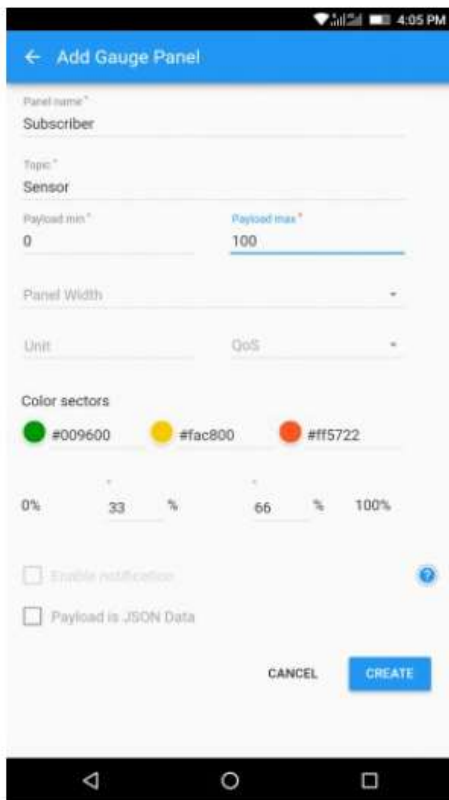 4:05 PM
Add Gauge Panel
Panel name *
Subscriber
Topic *
Sensor
Payload min * Payload max *
0 100
Panel Width
Unit QoS
Color sectors
#009600 #fac800 #ff5722
0% 33 % 66 % 100%
Enable notification ?
Payload is JSON Data
CANCEL CREATE